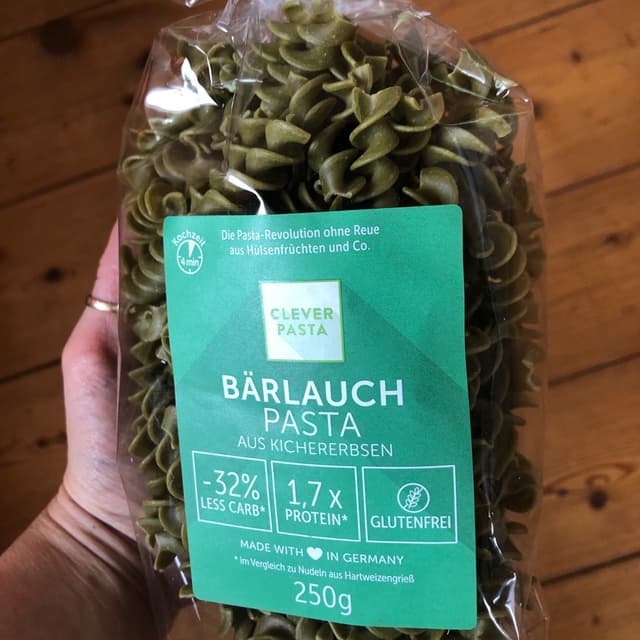 Kochzeit
4 min
Die Pasta-Revolution ohne Reue
aus Hülsenfrüchten und Co.
CLEVER
PASTA
BÄRLAUCH
PASTA
AUS KICHERERBSEN
-32%
LESS CARB*
1,7 x
PROTEIN*
GLUTENFREI
MADE WITH ♥ IN GERMANY
* im Vergleich zu Nudeln aus Hartweizengrieß
250g